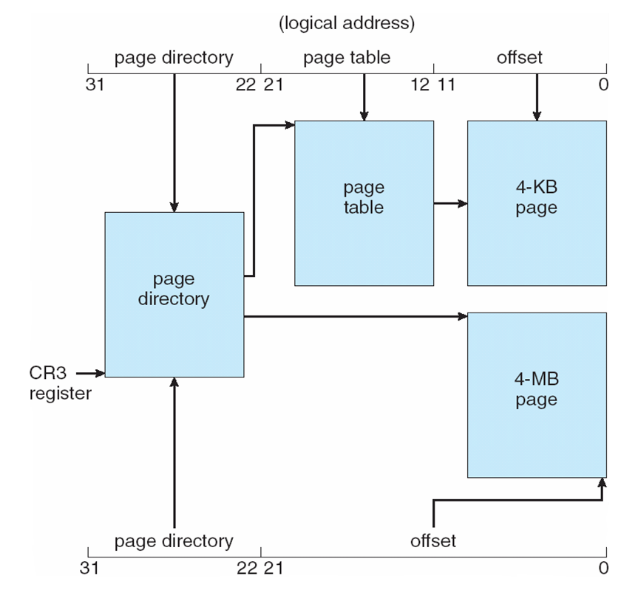 (logical address)
page directory page table offset
31 22 21 12 11 0
page
table
4-KB
page
page
directory
CR3
register
4-MB
page
page directory offset
31 22 21 0